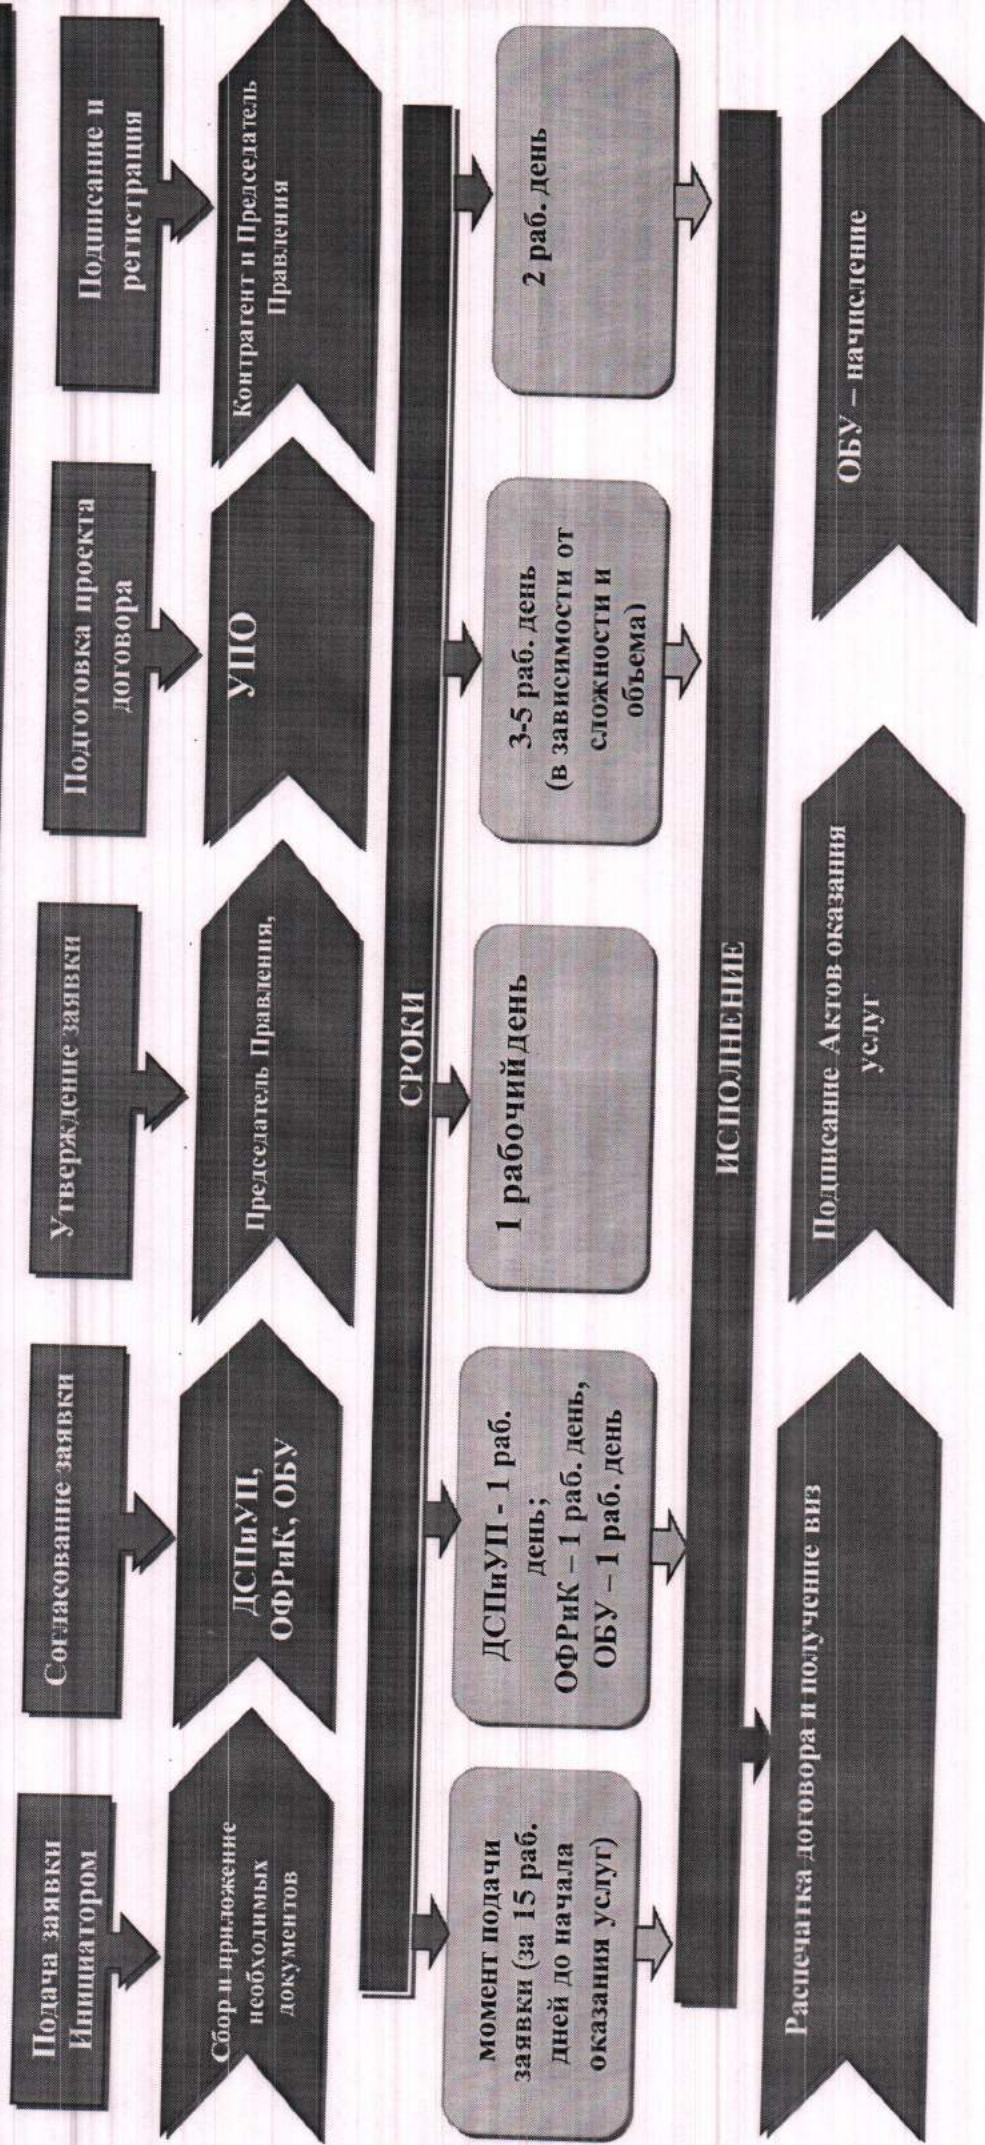 Подача заявки
Инициатором
Согласование заявки
Утверждение заявки
Подготовка проекта
договора
Подписание и
регистрация
Сбор и приложение
необходимых
документов
ДСПиУП,
ОФРиК, ОБУ
Председатель Правления,
УПО
Контрагент и Председатель
Правления
СРОКИ
момент подачи
заявки (за 15 раб.
дней до начала
оказания услуг)
ДСПиУП - 1 раб.
день;
ОФРиК – 1 раб. день,
ОБУ – 1 раб. день
1 рабочий день
3-5 раб. день
(в зависимости от
сложности и
объема)
2 раб. день
ИСПОЛНЕНИЕ
Распечатка договора и получение виз
Подписание Актов оказания
услуг
ОБУ – начисление